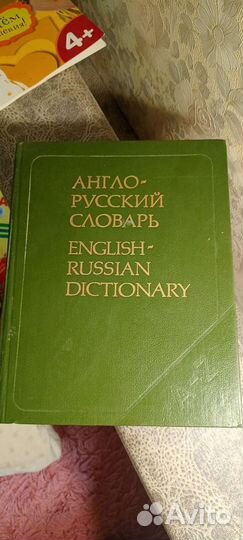 4+
АНГЛО-
РУССКИЙ
СЛОВАРЬ
ENGLISH-
RUSSIAN
DICTIONARY
Avito